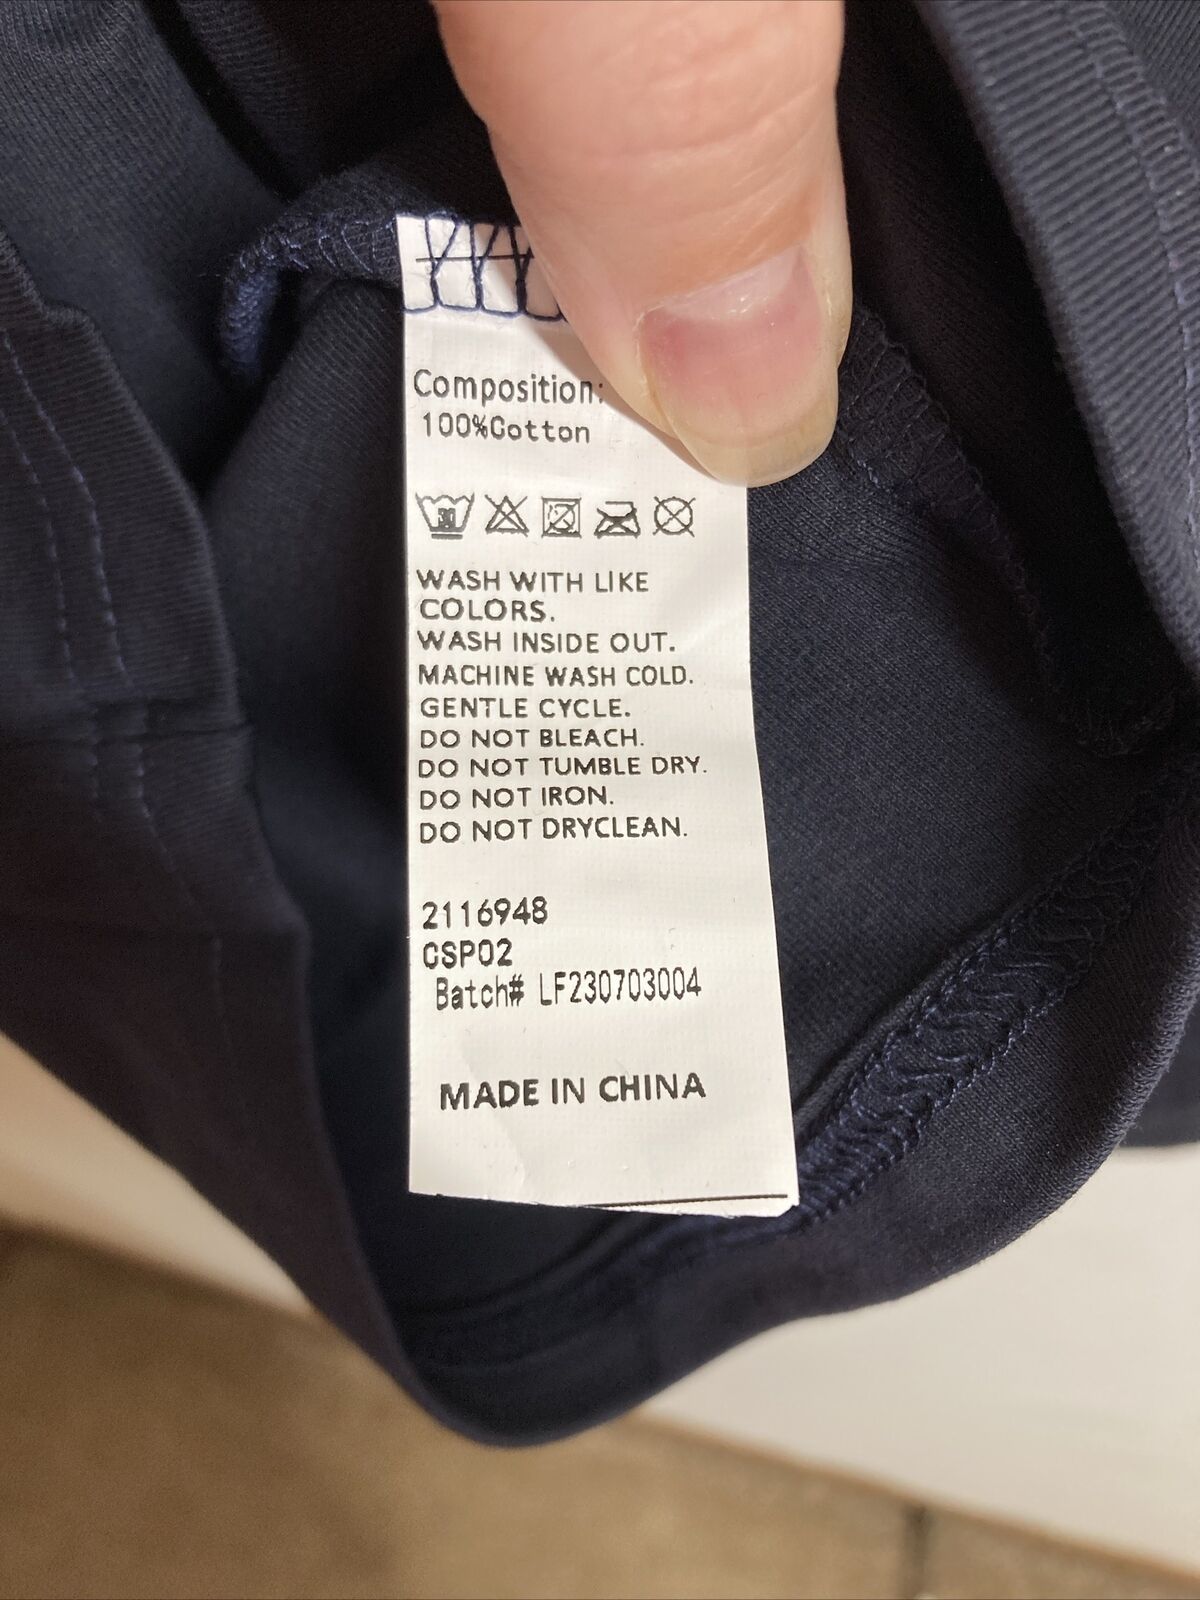 Composition:
100%Cotton
30
WASH WITH LIKE
COLORS.
WASH INSIDE OUT.
MACHINE WASH COLD.
GENTLE CYCLE.
DO NOT BLEACH.
DO NOT TUMBLE DRY.
DO NOT IRON.
DO NOT DRYCLEAN.
2116948
CSP02
Batch# LF230703004
MADE IN CHINA